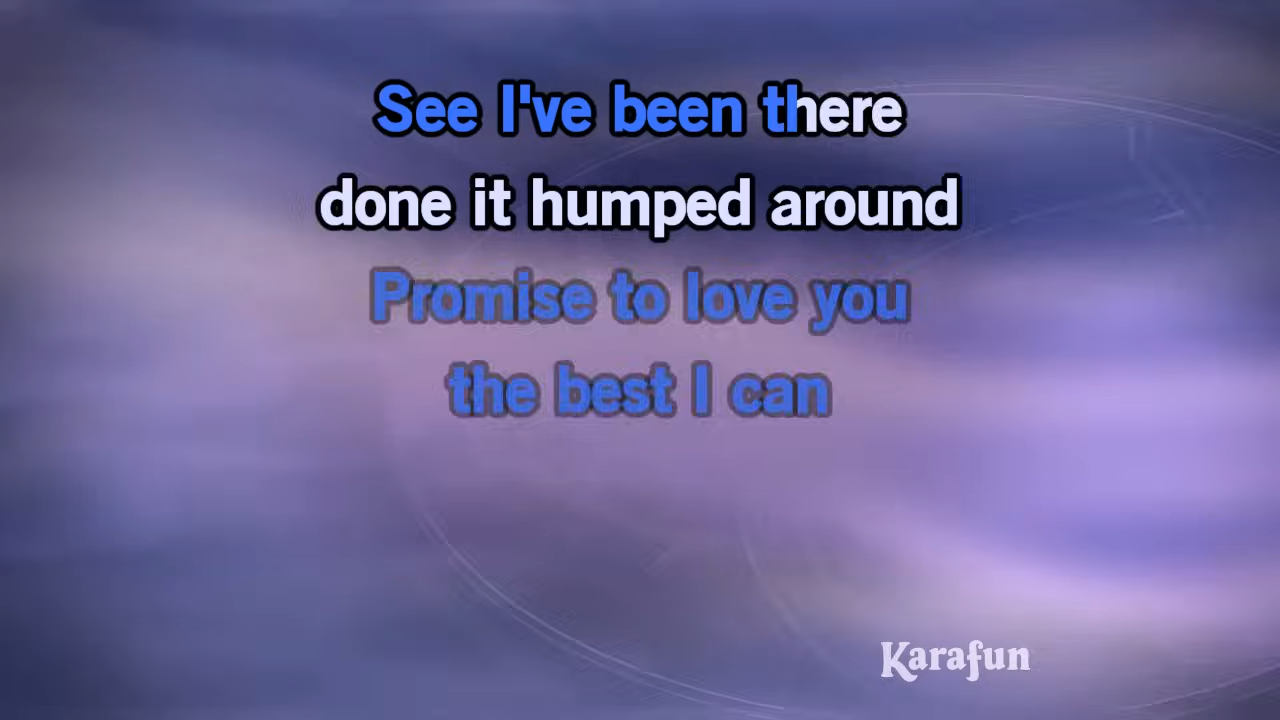 See I've been there
done it humped around
Promise to love you
the best I can
Karafun